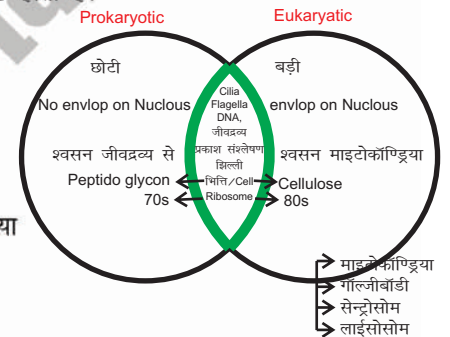 Prokaryotic
Eukaryatic
छोटी
बड़ी
No envlop on Nuclous
envlop on Nuclous
Cilia
Flagella
DNA,
जीवद्रव्य
प्रकाश संश्लेषण
झिल्ली
भित्ति/Cell
Ribosome
श्वसन जीवद्रव्य से
श्वसन माइटोकॉण्ड्रिया
Peptido glycon
Cellulose
70s
80s
या
माइटोकॉण्ड्रिया
गॉल्जीबॉडी
सेन्ट्रोसोम
लाईसोसोम